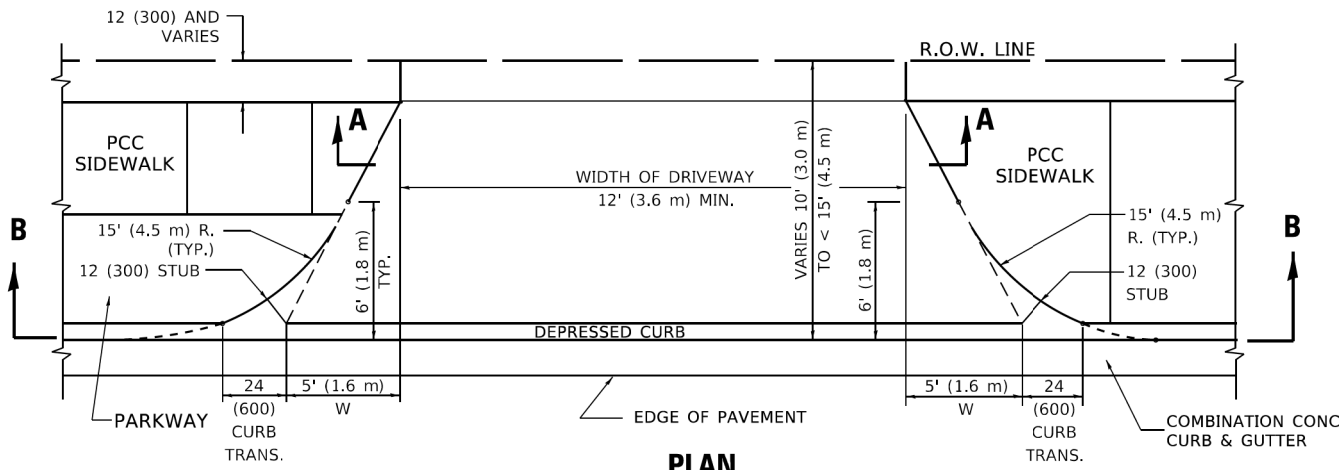 12 (300) AND
VARIES
R.O.W. LINE
A
A
PCC
SIDEWALK
PCC
SIDEWALK
WIDTH OF DRIVEWAY
12' (3.6 m) MIN.
VARIES 10' (3.0 m)
TO < 15' (4.5 m)
B
B
15' (4.5 m) R.
(TYP.)
12 (300) STUB
6' (1.8 m)
TYP.
6' (1.8 m)
15' (4.5 m)
R. (TYP.)
12 (300)
STUB
DEPRESSED CURB
24
(600)
CURB
TRANS.
5' (1.6 m)
W
5' (1.6 m)
W
24
(600)
CURB
TRANS.
PARKWAY
EDGE OF PAVEMENT
COMBINATION CONC
CURB & GUTTER
PLAN